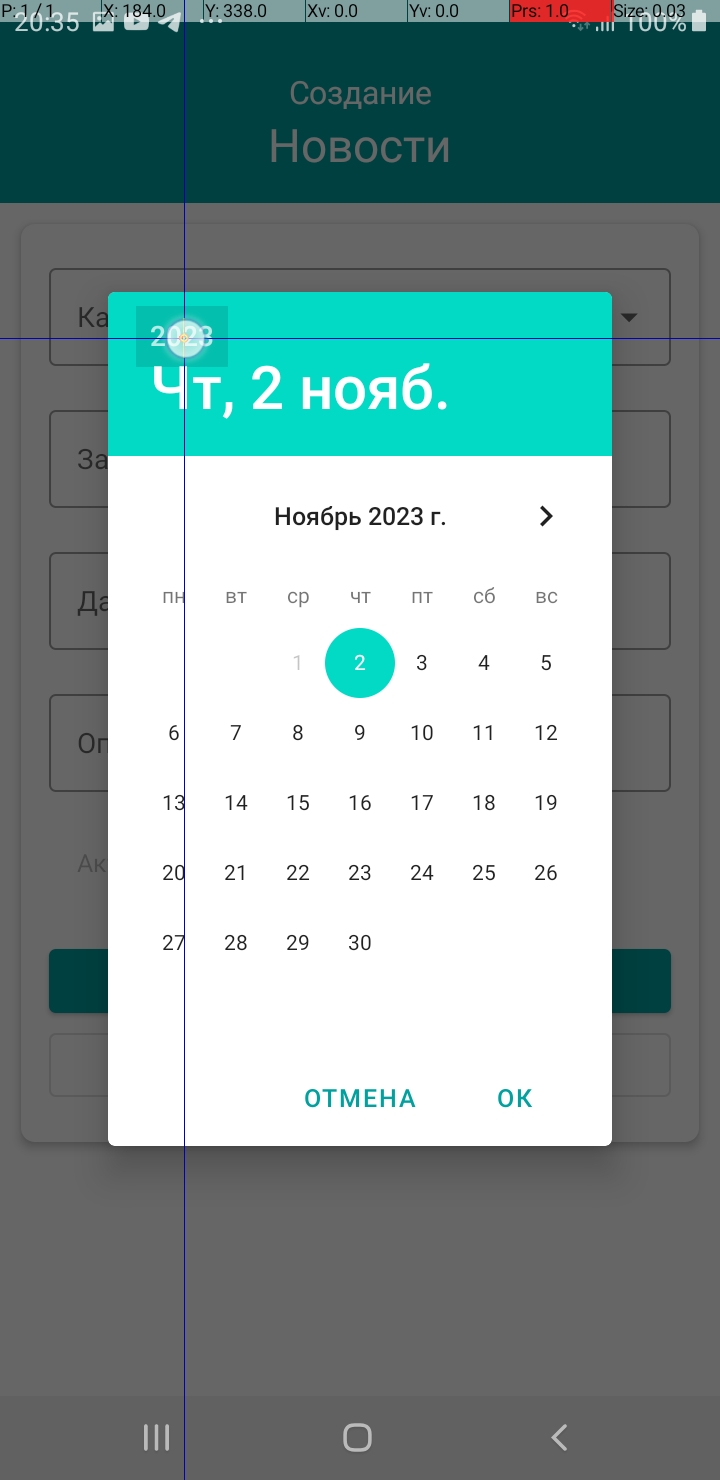 P: 1 / 1 X: 184.0 Y: 338.0 Xv: 0.0 Yv: 0.0 Prs: 1.0 Size: 0.03
20:35 100%
Создание
Новости
Ка
2023
Чт, 2 нояб.
За
Ноябрь 2023 г.
Да
пн вт ср чт пт сб вс
1 2 3 4 5
6 7 8 9 10 11 12
Оп
13 14 15 16 17 18 19
Ак
20 21 22 23 24 25 26
27 28 29 30
ОТМЕНА ОК